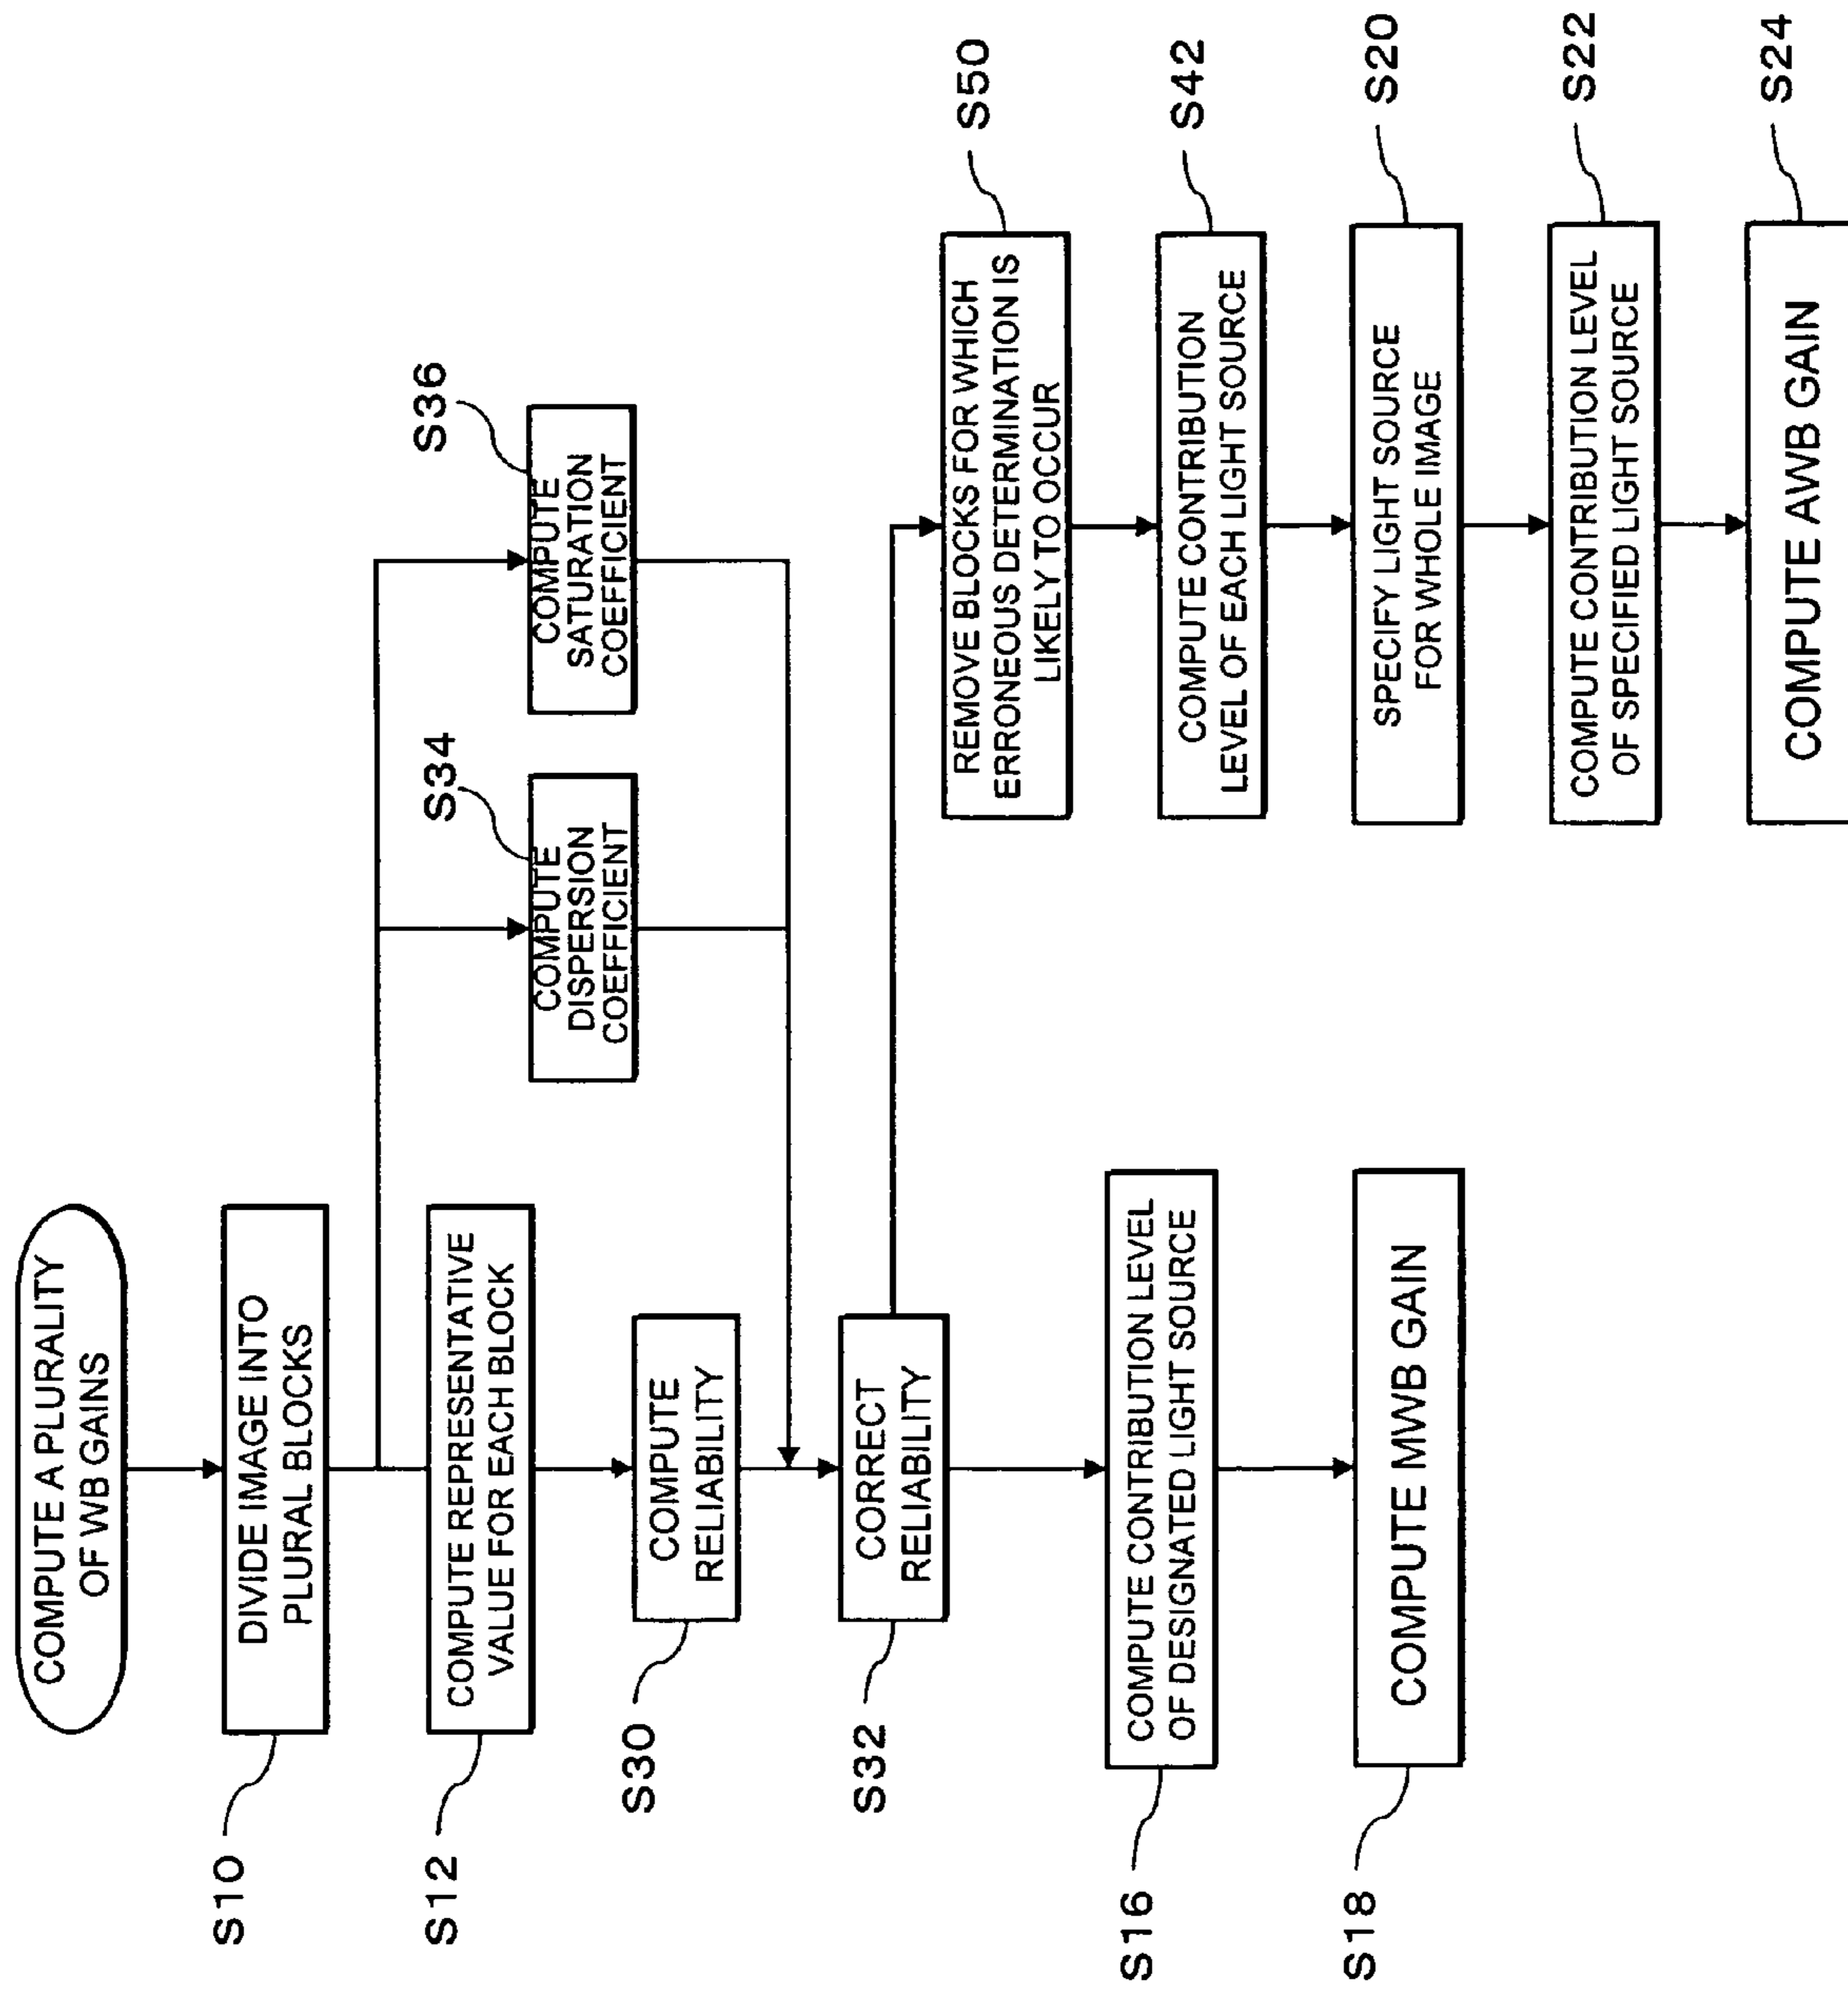 COMPUTE A PLURALITY
OF WB GAINS
S10
DIVIDE IMAGE INTO
PLURAL BLOCKS
S12
COMPUTE REPRESENTATIVE
VALUE FOR EACH BLOCK
S34
COMPUTE
DISPERSION
COEFFICIENT
S36
COMPUTE
SATURATION
COEFFICIENT
S30
COMPUTE
RELIABILITY
S32
CORRECT
RELIABILITY
S16
COMPUTE CONTRIBUTION LEVEL
OF DESIGNATED LIGHT SOURCE
S18
COMPUTE MWB GAIN
S50
REMOVE BLOCKS FOR WHICH
ERRONEOUS DETERMINATION IS
LIKELY TO OCCUR
S42
COMPUTE CONTRIBUTION
LEVEL OF EACH LIGHT SOURCE
S20
SPECIFY LIGHT SOURCE
FOR WHOLE IMAGE
S22
COMPUTE CONTRIBUTION LEVEL
OF SPECIFIED LIGHT SOURCE
S24
COMPUTE AWB GAIN